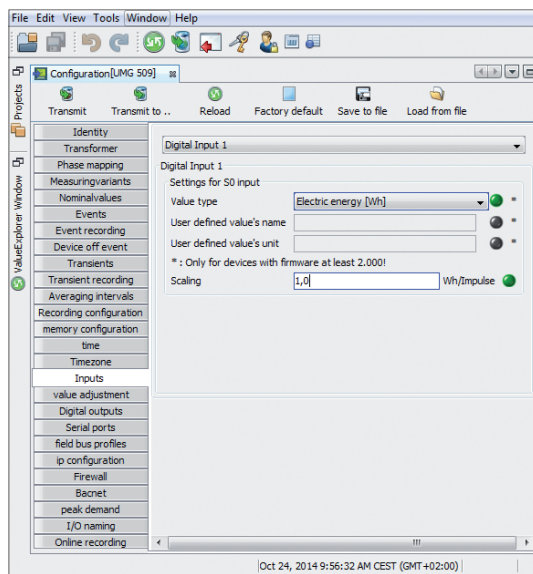 File Edit View Tools Window Help
Configuration[UMG 509]
Projects
ValueExplorer Window
Transmit Transmit to .. Reload Factory default Save to file Load from file
Identity
Transformer
Phase mapping
Measuringvariants
Nominalvalues
Events
Event recording
Device off event
Transients
Transient recording
Averaging intervals
Recording configuration
memory configuration
time
Timezone
Inputs
value adjustment
Digital outputs
Serial ports
field bus profiles
ip configuration
Firewall
Bacnet
peak demand
I/O naming
Online recording
Digital Input 1
Digital Input 1
Settings for S0 input
Value type Electric energy [Wh] *
User defined value's name *
User defined value's unit *
* : Only for devices with firmware at least 2.000!
Scaling 1,0 Wh/Impulse
Oct 24, 2014 9:56:32 AM CEST (GMT+02:00)